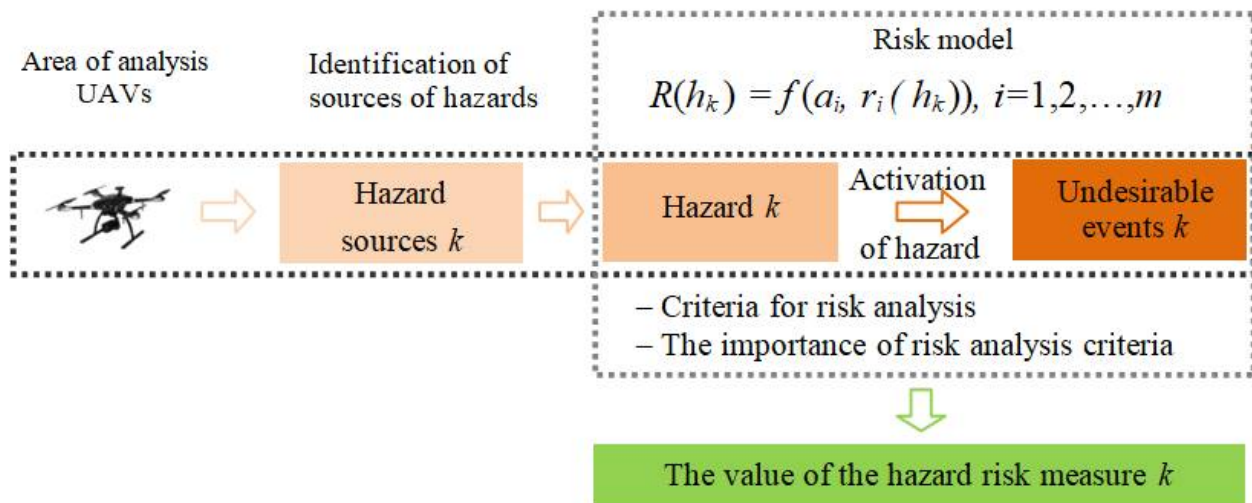 Area of analysis
UAVs
Identification of
sources of hazards
Risk model
R(hₖ) = f(aᵢ, rᵢ( hₖ)), i=1,2,…,m
Hazard
sources k
Hazard k
Activation
of hazard
Undesirable
events k
– Criteria for risk analysis
– The importance of risk analysis criteria
The value of the hazard risk measure k